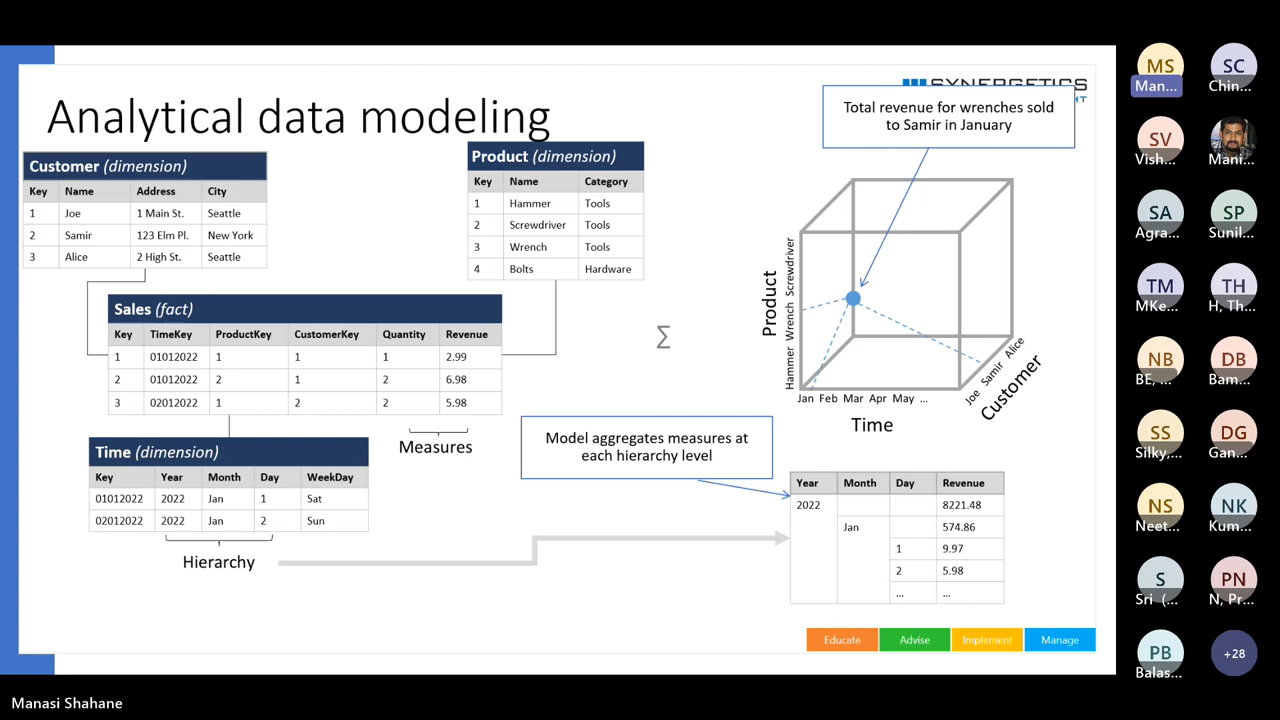 SYNERGETICS
Analytical data modeling
Total revenue for wrenches sold
to Samir in January
Customer (dimension)
Key Name Address City
1 Joe 1 Main St. Seattle
2 Samir 123 Elm Pl. New York
3 Alice 2 High St. Seattle
Product (dimension)
Key Name Category
1 Hammer Tools
2 Screwdriver Tools
3 Wrench Tools
4 Bolts Hardware
Sales (fact)
Key TimeKey ProductKey CustomerKey Quantity Revenue
1 01012022 1 1 1 2.99
2 01012022 2 1 2 6.98
3 02012022 1 2 2 5.98
Measures
Time (dimension)
Key Year Month Day WeekDay
01012022 2022 Jan 1 Sat
02012022 2022 Jan 2 Sun
Hierarchy
Σ
Product
Hammer Wrench Screwdriver
Jan Feb Mar Apr May ...
Time
Joe Samir Alice
Customer
Model aggregates measures at
each hierarchy level
Year Month Day Revenue
2022 8221.48
Jan 574.86
1 9.97
2 5.98
... ...
Educate Advise Implement Manage
MS SC
Man... Chin...
SV
Vish... Mani...
SA SP
Agra... Sunil...
TM TH
MKe... H, Th...
NB DB
BE, ... Bam...
SS DG
Silky,... Gan...
NS NK
Neet... Kum...
S PN
Sri (... N, Pr...
PB +28
Balas...
Manasi Shahane